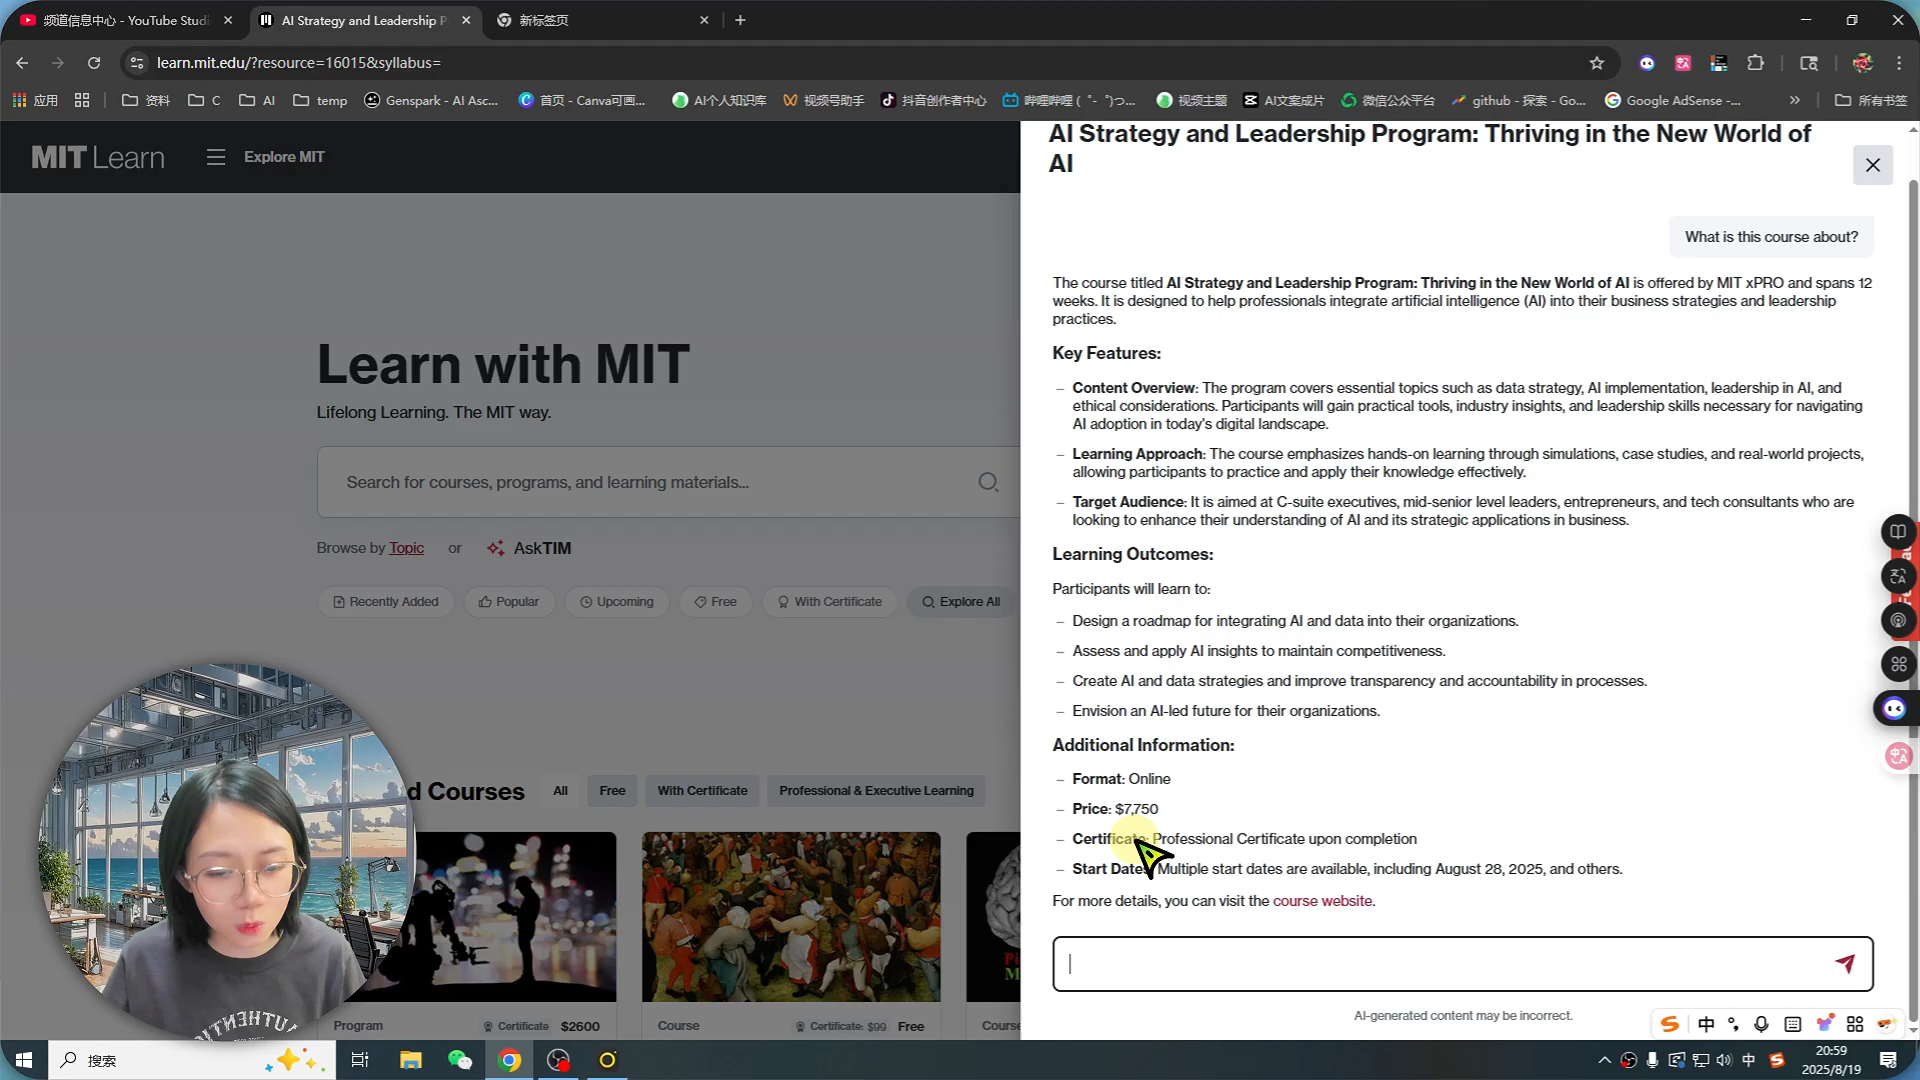 频道信息中心 - YouTube Studi
AI Strategy and Leadership P
新标签页
learn.mit.edu/?resource=16015&syllabus=
应用
资料
C
AI
temp
Genspark - AI Asc...
首页 - Canva可画...
AI个人知识库
视频号助手
抖音创作者中心
哔哩哔哩 ( ゜- ゜)つ...
视频主题
AI文案成片
微信公众平台
github - 探索 - Go...
Google AdSense -...
所有书签
MIT Learn
Explore MIT
Learn with MIT
Lifelong Learning. The MIT way.
Search for courses, programs, and learning materials...
Browse by Topic or AskTIM
Recently Added
Popular
Upcoming
Free
With Certificate
Explore All
d Courses
All
Free
With Certificate
Professional & Executive Learning
Program
Certificate
$2600
Course
Certificate: $99
Free
Course
AI Strategy and Leadership Program: Thriving in the New World of
AI
What is this course about?
The course titled AI Strategy and Leadership Program: Thriving in the New World of AI is offered by MIT xPRO and spans 12
weeks. It is designed to help professionals integrate artificial intelligence (AI) into their business strategies and leadership
practices.
Key Features:
– Content Overview: The program covers essential topics such as data strategy, AI implementation, leadership in AI, and
ethical considerations. Participants will gain practical tools, industry insights, and leadership skills necessary for navigating
AI adoption in today's digital landscape.
– Learning Approach: The course emphasizes hands-on learning through simulations, case studies, and real-world projects,
allowing participants to practice and apply their knowledge effectively.
– Target Audience: It is aimed at C-suite executives, mid-senior level leaders, entrepreneurs, and tech consultants who are
looking to enhance their understanding of AI and its strategic applications in business.
Learning Outcomes:
Participants will learn to:
– Design a roadmap for integrating AI and data into their organizations.
– Assess and apply AI insights to maintain competitiveness.
– Create AI and data strategies and improve transparency and accountability in processes.
– Envision an AI-led future for their organizations.
Additional Information:
– Format: Online
– Price: $7,750
– Certificate: Professional Certificate upon completion
– Start Dates: Multiple start dates are available, including August 28, 2025, and others.
For more details, you can visit the course website.
AI-generated content may be incorrect.
中
搜索
中
20:59
2025/8/19